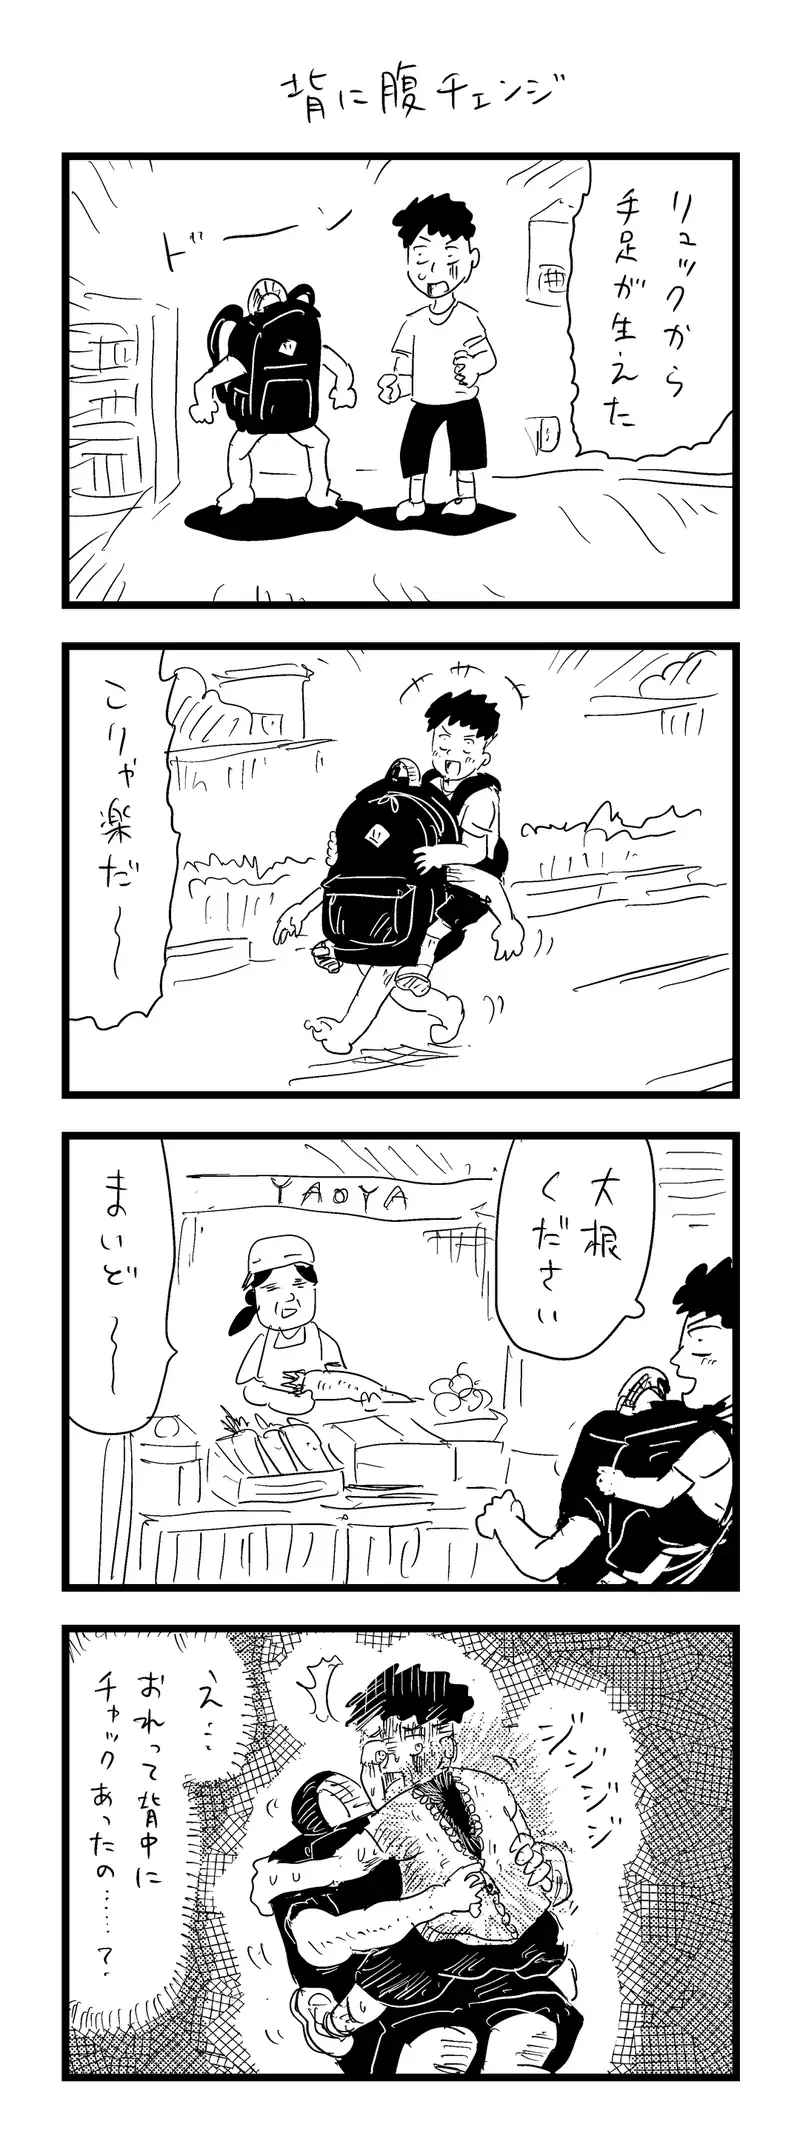 背に腹チェンジ
リュックから
手足が生えた
ドーーン
こりゃ楽だ〜
大根
ください
YAOYA
まいど〜
ジジジジ
え…
おれって背中に
チャックあったの……？